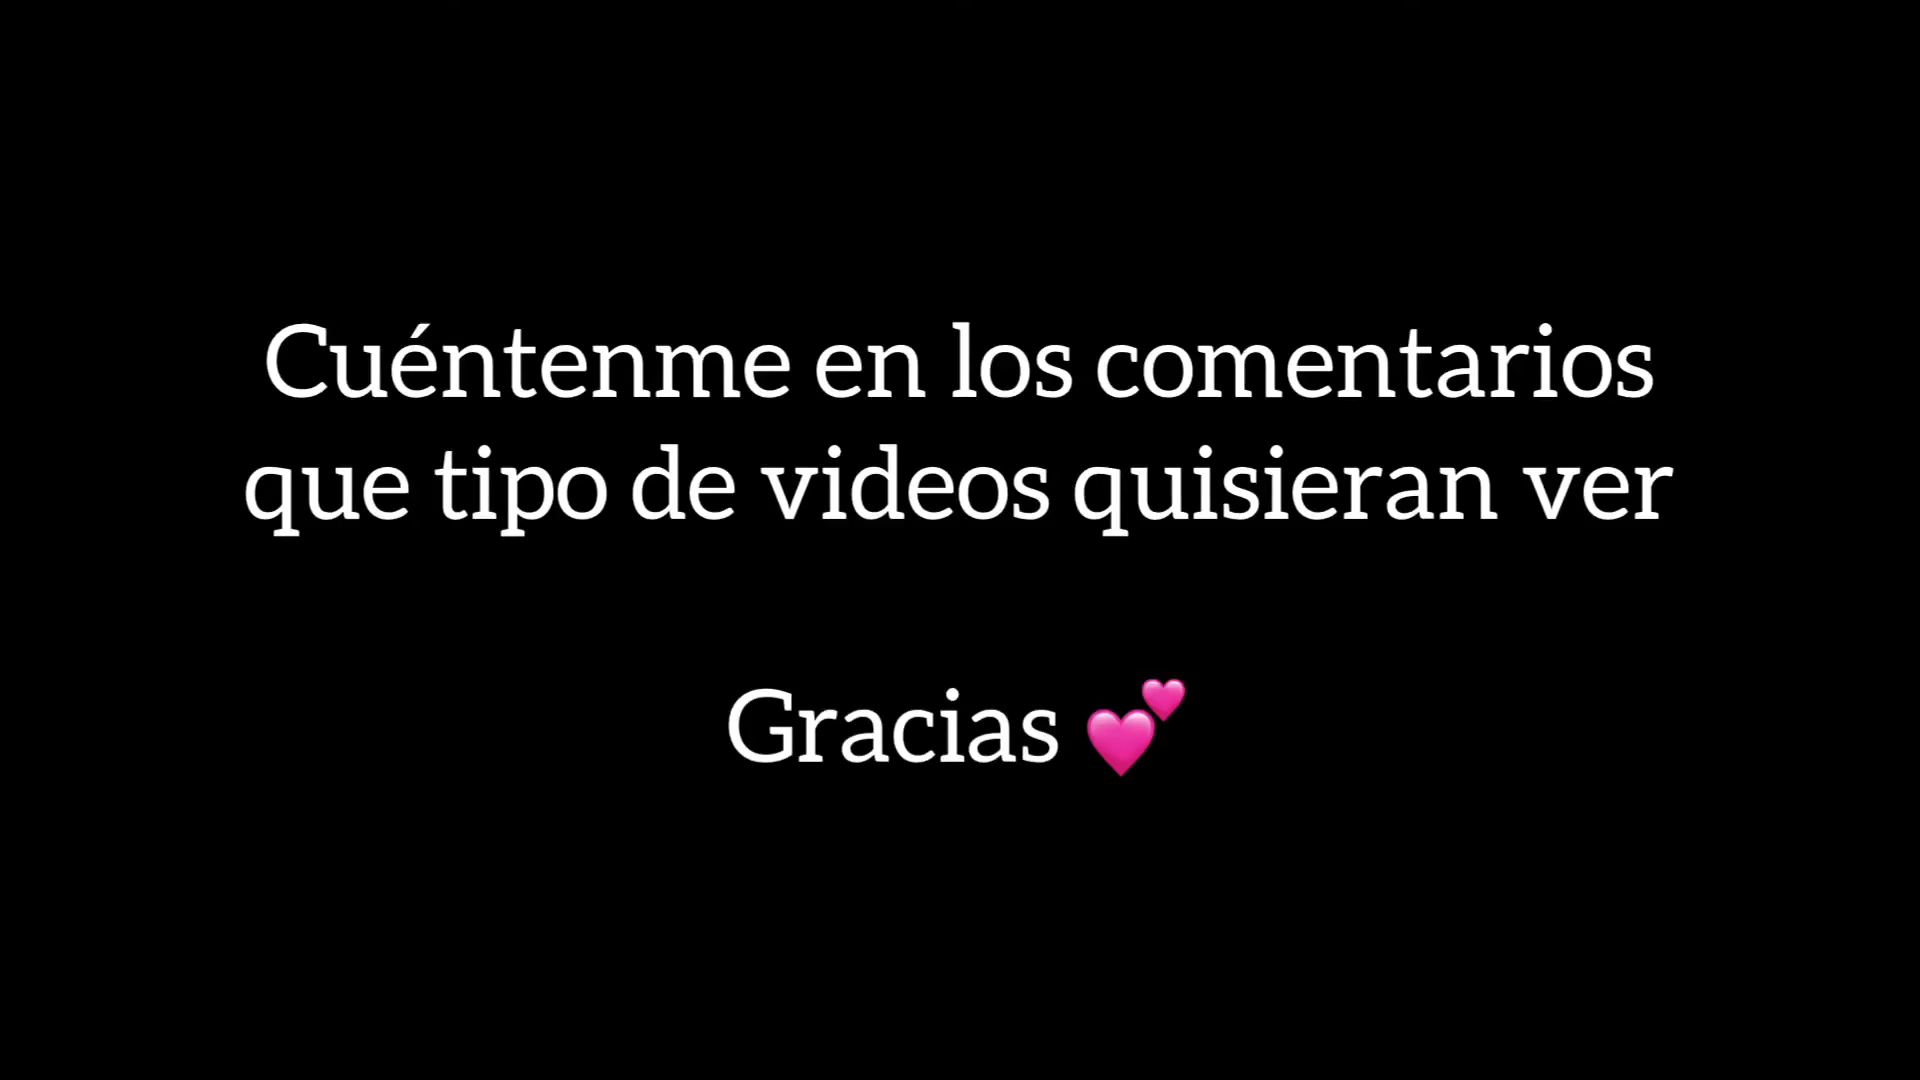 Cuéntenme en los comentarios
que tipo de videos quisieran ver
Gracias 💕